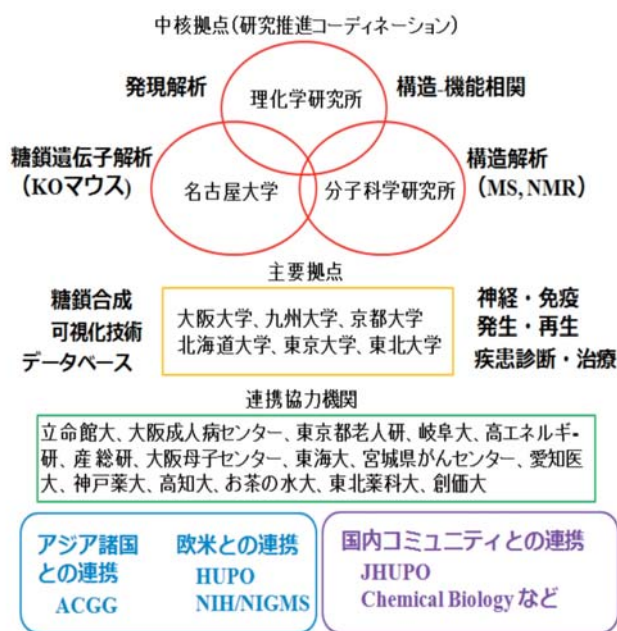 中核拠点(研究推進コーディネーション)
発現解析
理化学研究所
構造-機能相関
糖鎖遺伝子解析
(KOマウス)
名古屋大学
分子科学研究所
構造解析
(MS, NMR)
主要拠点
糖鎖合成
可視化技術
データベース
大阪大学、九州大学、京都大学
北海道大学、東京大学、東北大学
神経・免疫
発生・再生
疾患診断・治療
連携協力機関
立命館大、大阪成人病センター、東京都老人研、岐阜大、高エネルギー
研、産総研、大阪母子センター、東海大、宮城県がんセンター、愛知医
大、神戸薬大、高知大、お茶の水大、東北薬科大、創価大
アジア諸国
との連携
ACGG
欧米との連携
HUPO
NIH/NIGMS
国内コミュニティとの連携
JHUPO
Chemical Biology など